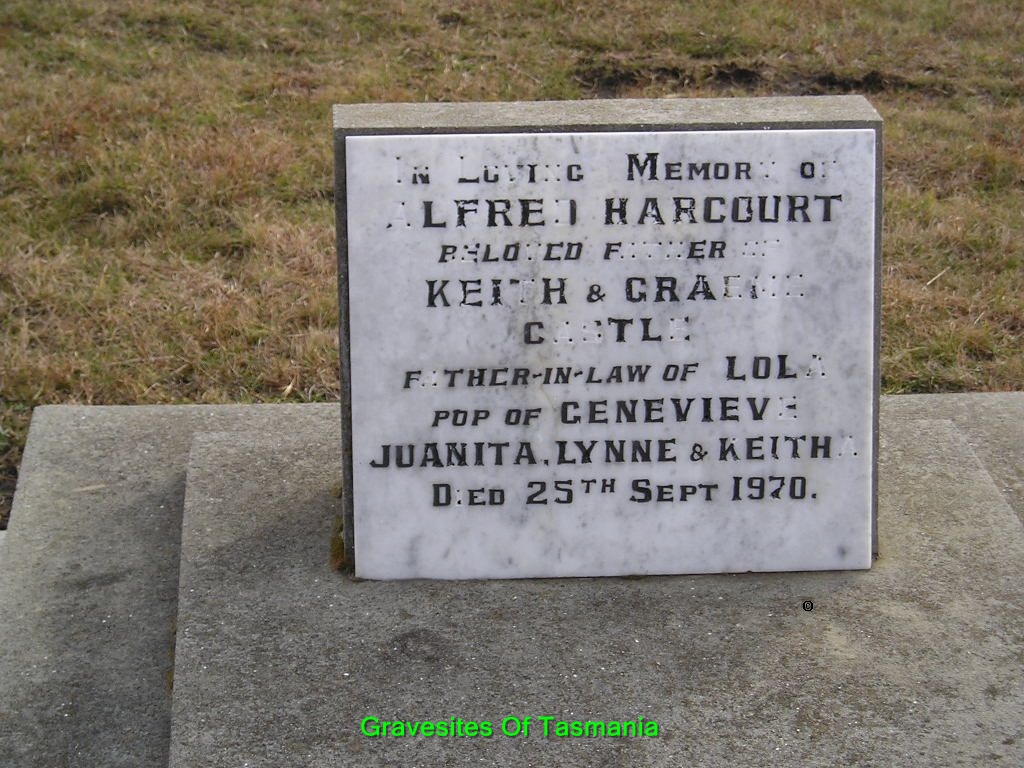 In Loving Memory of
ALFRED HARCOURT
BELOVED FATHER OF
KEITH & GRAEME
CASTLE
FATHER-IN-LAW OF LOLA
POP OF GENEVIEVE
JUANITA, LYNNE & KEITHA
DIED 25TH SEPT 1970.
©
Gravesites Of Tasmania